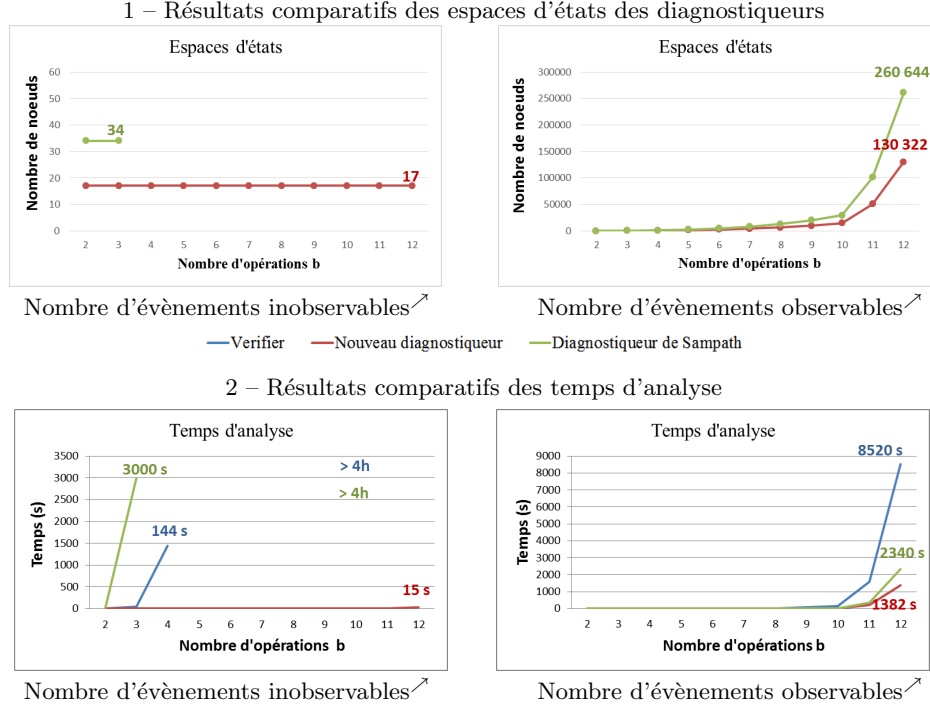 1 – Résultats comparatifs des espaces d'états des diagnostiqueurs
Espaces d'états
Nombre de noeuds
60
50
40
30
20
10
0
34
17
2 3 4 5 6 7 8 9 10 11 12
Nombre d'opérations b
Nombre d'évènements inobservables↗
Espaces d'états
Nombre de noeuds
300000
250000
200000
150000
100000
50000
0
260 644
130 322
2 3 4 5 6 7 8 9 10 11 12
Nombre d'opérations b
Nombre d'évènements observables↗
Verifier Nouveau diagnostiqueur Diagnostiqueur de Sampath
2 – Résultats comparatifs des temps d'analyse
Temps d'analyse
Temps (s)
3500
3000
2500
2000
1500
1000
500
0
3000 s
144 s
> 4h
> 4h
15 s
2 3 4 5 6 7 8 9 10 11 12
Nombre d'opérations b
Nombre d'évènements inobservables↗
Temps d'analyse
Temps (s)
9000
8000
7000
6000
5000
4000
3000
2000
1000
0
8520 s
2340 s
1382 s
2 3 4 5 6 7 8 9 10 11 12
Nombre d'opérations b
Nombre d'évènements observables↗